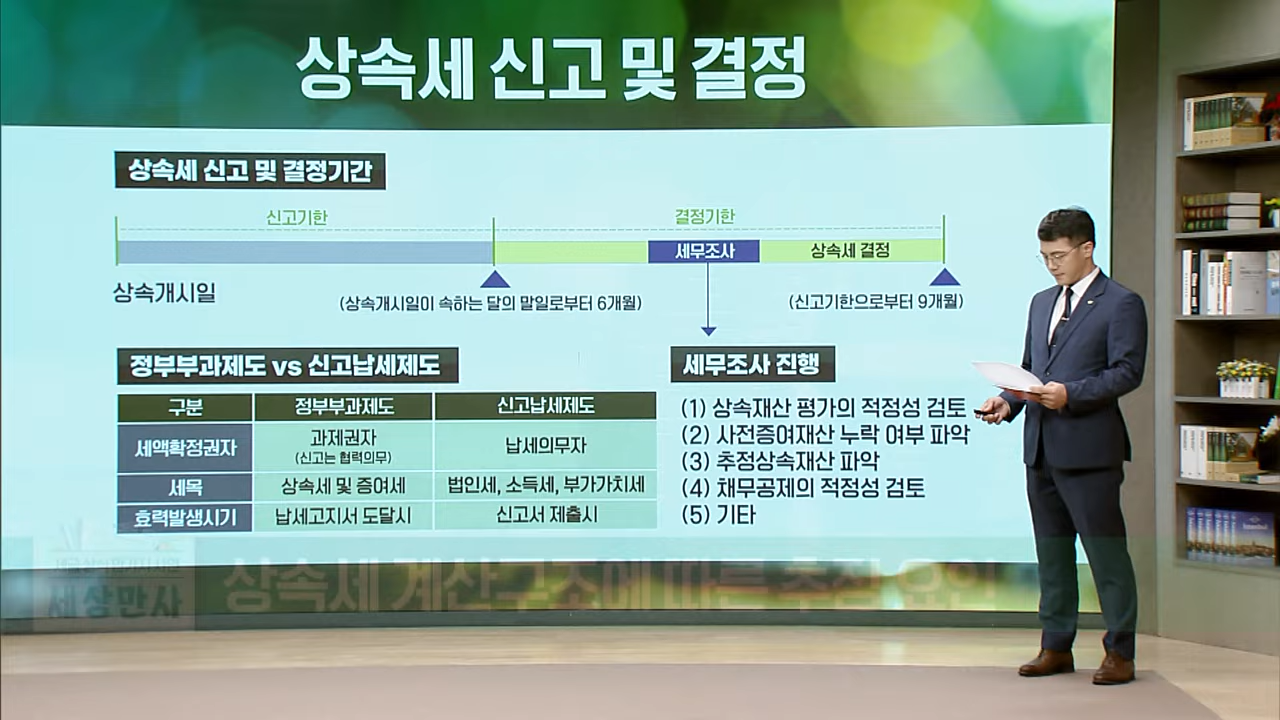 상속세 신고 및 결정
상속세 신고 및 결정기간
신고기한 결정기한
세무조사 상속세 결정
상속개시일 (상속개시일이 속하는 달의 말일로부터 6개월) (신고기한으로부터 9개월)
정부부과제도 vs 신고납세제도
구분 정부부과제도 신고납세제도
세액확정권자 과제권자 (신고는 협력의무) 납세의무자
세목 상속세 및 증여세 법인세, 소득세, 부가가치세
효력발생시기 납세고지서 도달시 신고서 제출시
세무조사 진행
(1) 상속재산 평가의 적정성 검토
(2) 사전증여재산 누락 여부 파악
(3) 추정상속재산 파악
(4) 채무공제의 적정성 검토
(5) 기타
세상만사
상속세 계산구조에 따른 추징 요인